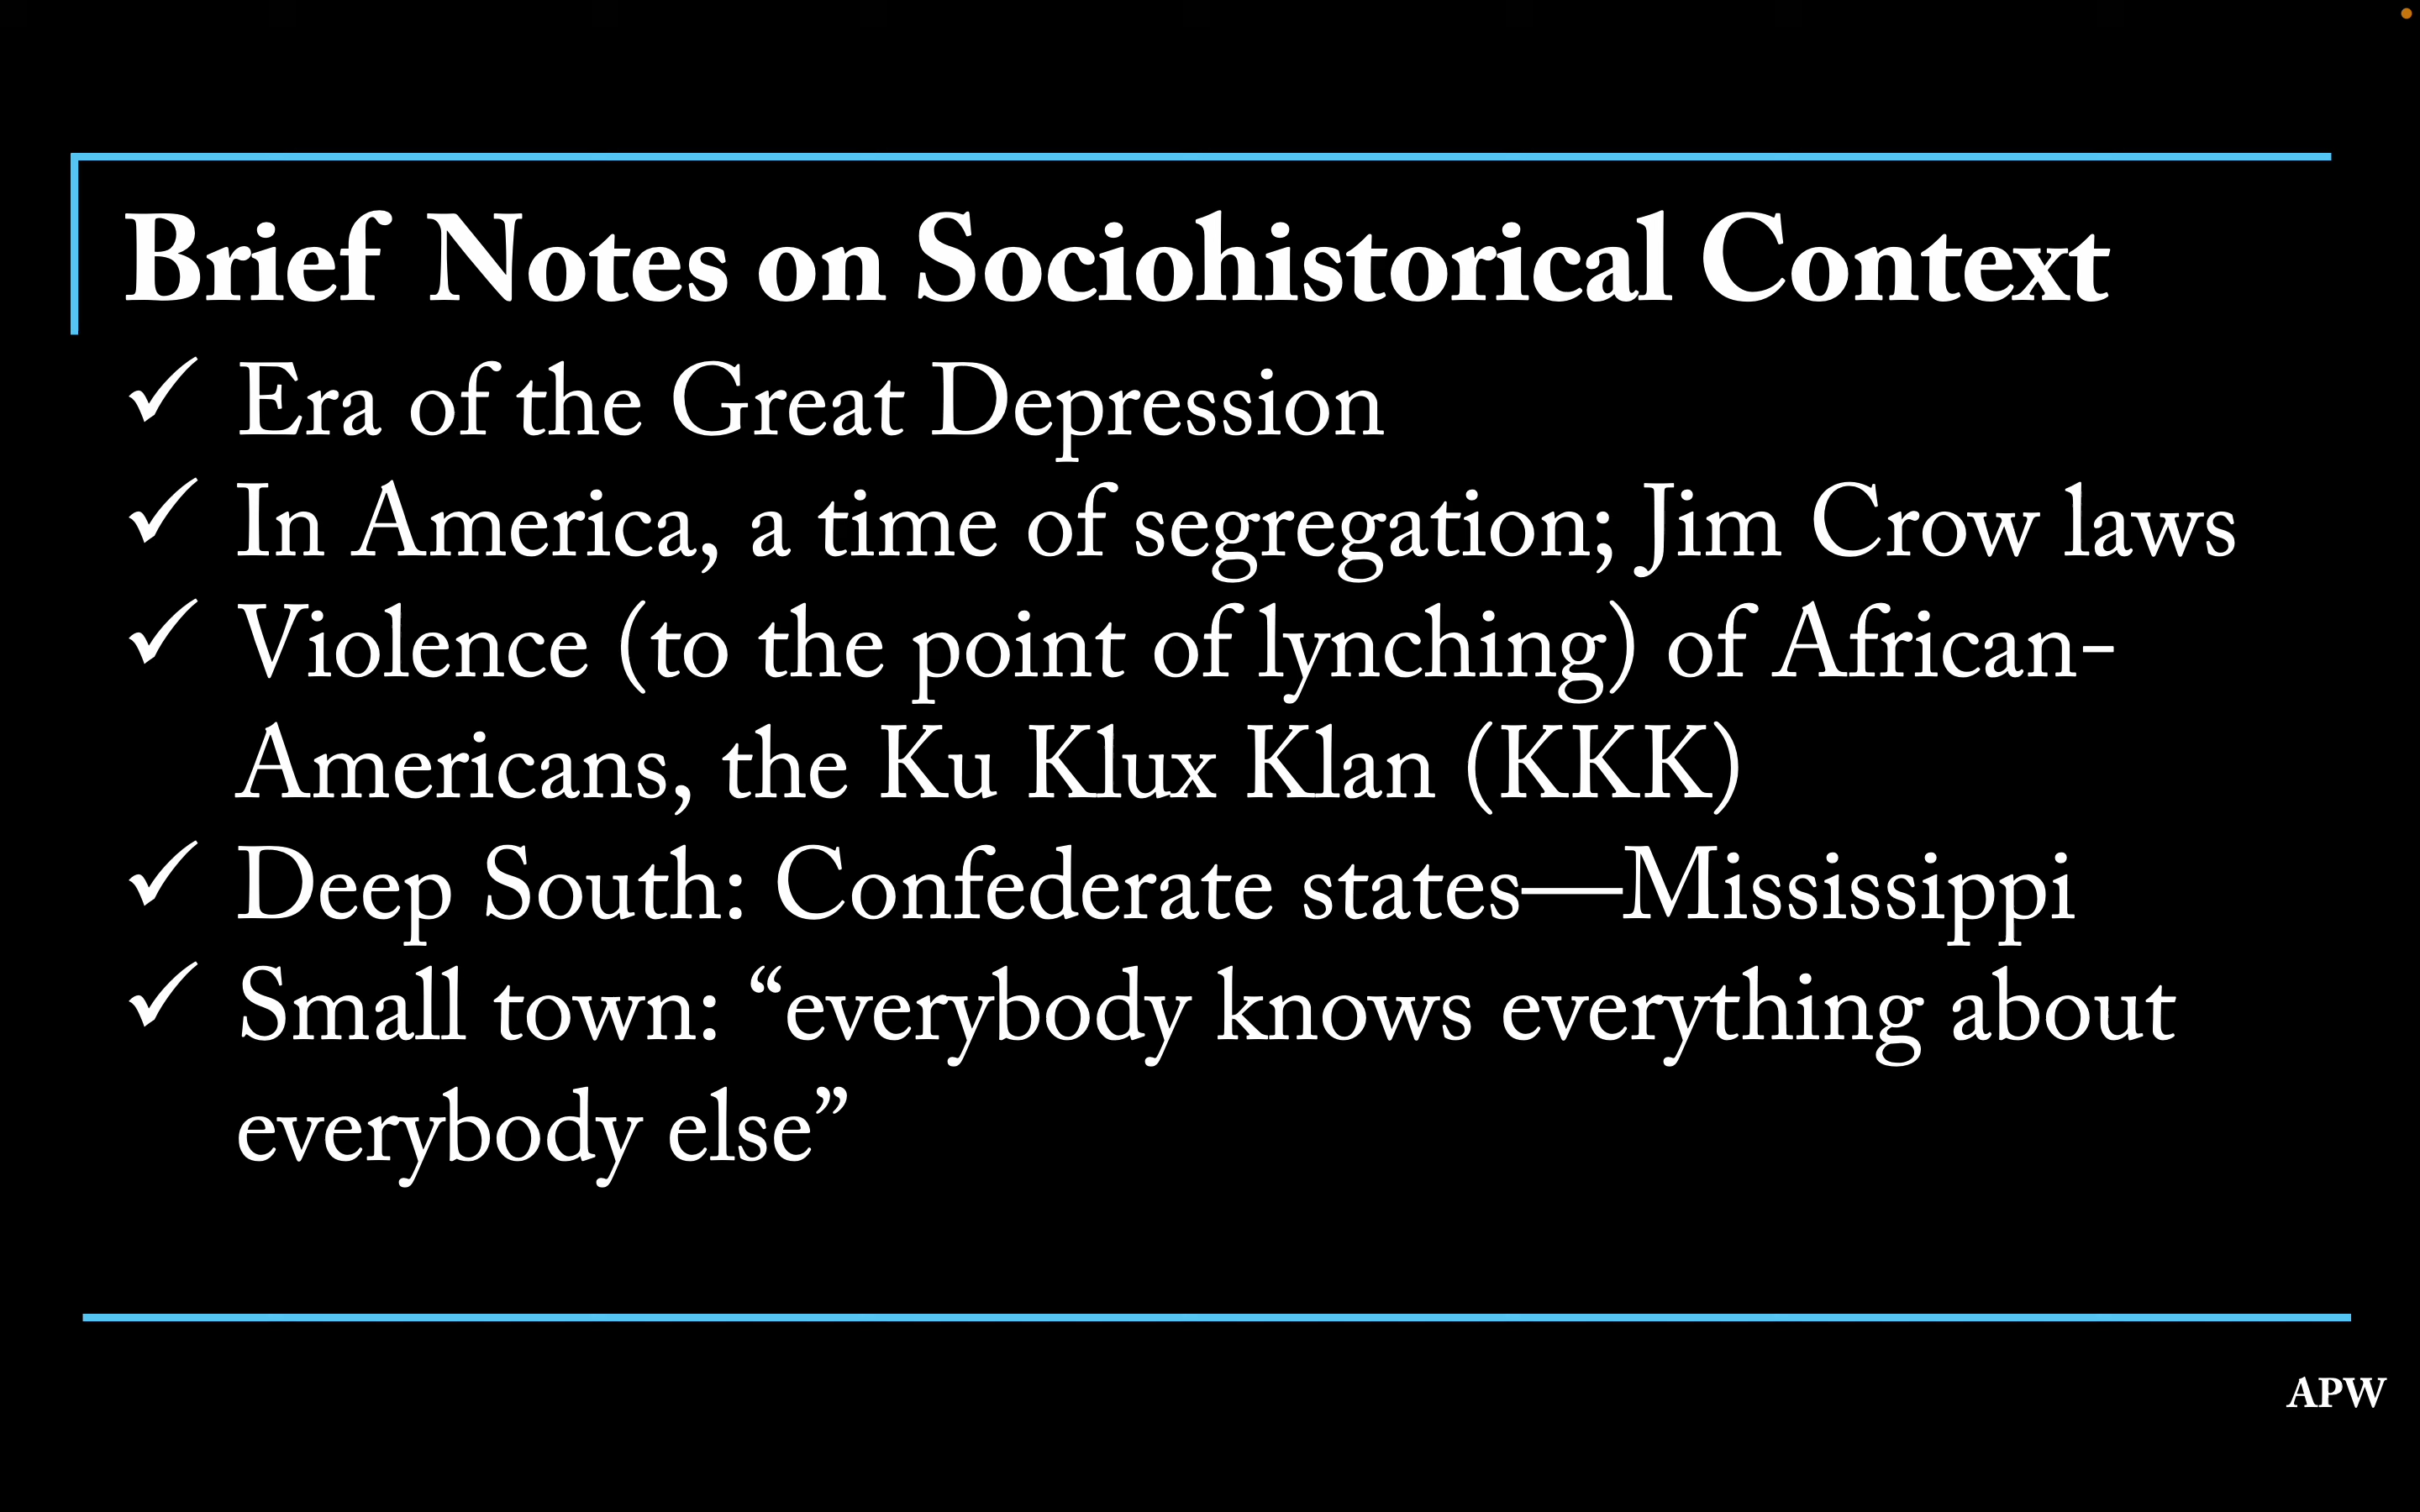 Brief Notes on Sociohistorical Context
✓ Era of the Great Depression
✓ In America, a time of segregation; Jim Crow laws
✓ Violence (to the point of lynching) of African-
Americans, the Ku Klux Klan (KKK)
✓ Deep South: Confederate states—Mississippi
✓ Small town: “everybody knows everything about
everybody else”
APW